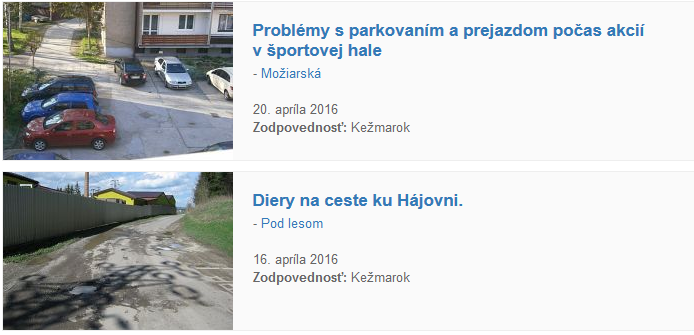 Problémy s parkovaním a prejazdom počas akcií
v športovej hale
- Možiarská
20. apríla 2016
Zodpovednosť: Kežmarok
Diery na ceste ku Hájovni.
- Pod lesom
16. apríla 2016
Zodpovednosť: Kežmarok